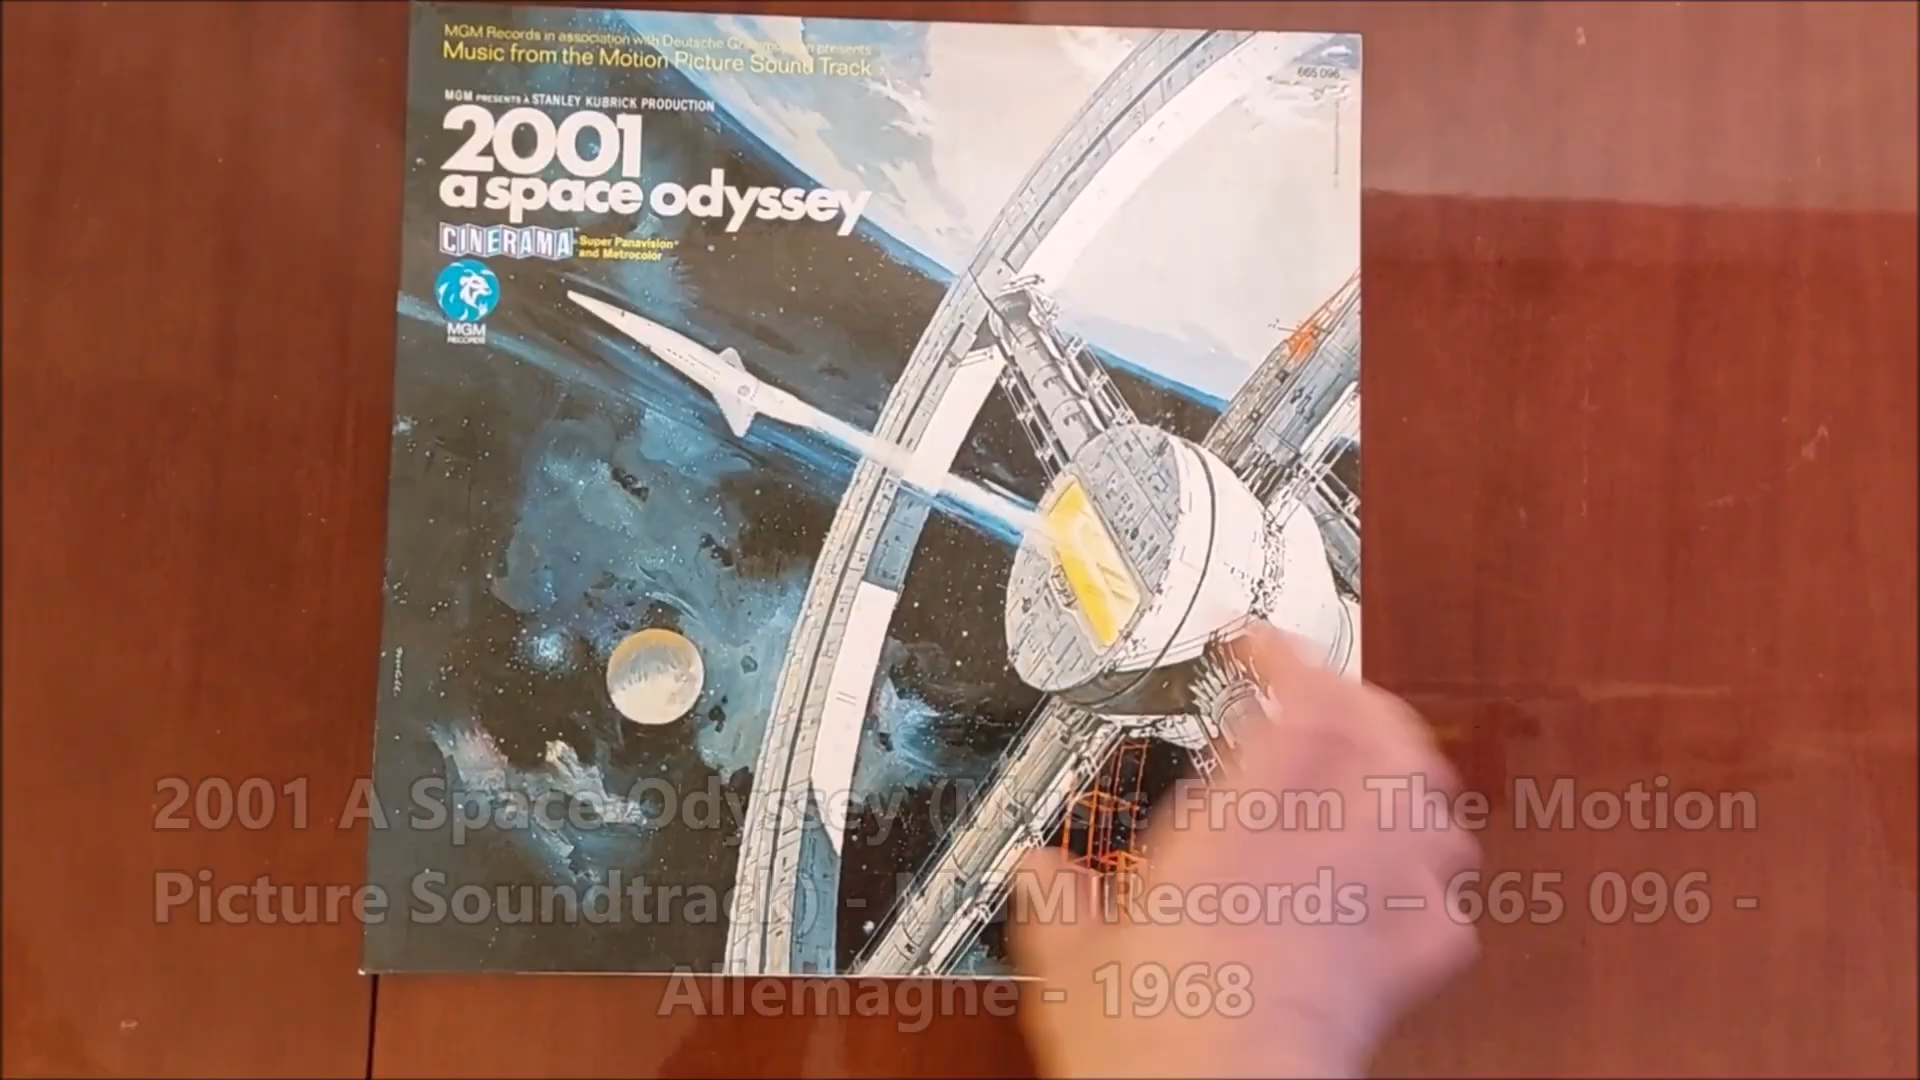 MGM Records in association with Deutsche Grammophon presents
Music from the Motion Picture Sound Track
665 096
MGM PRESENTS A STANLEY KUBRICK PRODUCTION
2001
a space odyssey
CINERAMA Super Panavision®
and Metrocolor
MGM
RECORDS
2001 A Space Odyssey (Music From The Motion
Picture Soundtrack) - MGM Records – 665 096 -
Allemagne - 1968